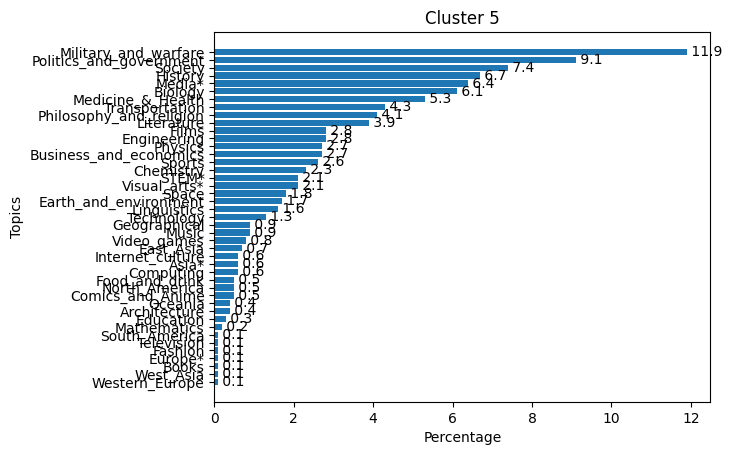 Cluster 5
Military_and_warfare 11.9
Politics_and_government 9.1
Society 7.4
History 6.7
Media* 6.4
Biology 6.1
Medicine_&_Health 5.3
Transportation 4.3
Philosophy_and_religion 4.1
Literature 3.9
Films 2.8
Engineering 2.8
Physics 2.7
Business_and_economics 2.7
Sports 2.6
Chemistry 2.3
STEM* 2.1
Visual_arts* 2.1
Space 1.8
Earth_and_environment 1.7
Linguistics 1.6
Technology 1.3
Geographical 0.9
Music 0.9
Video_games 0.8
East_Asia 0.7
Internet_culture 0.6
Asia* 0.6
Computing 0.6
Food_and_drink 0.5
North_America 0.5
Comics_and_Anime 0.5
Oceania 0.4
Architecture 0.4
Education 0.3
Mathematics 0.2
South_America 0.1
Television 0.1
Fashion 0.1
Europe* 0.1
Books 0.1
West_Asia 0.1
Western_Europe 0.1
Topics
0 2 4 6 8 10 12
Percentage